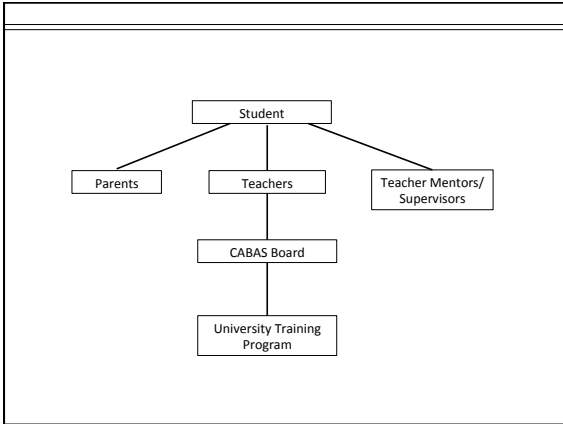 Student
Parents
Teachers
Teacher Mentors/
Supervisors
CABAS Board
University Training
Program